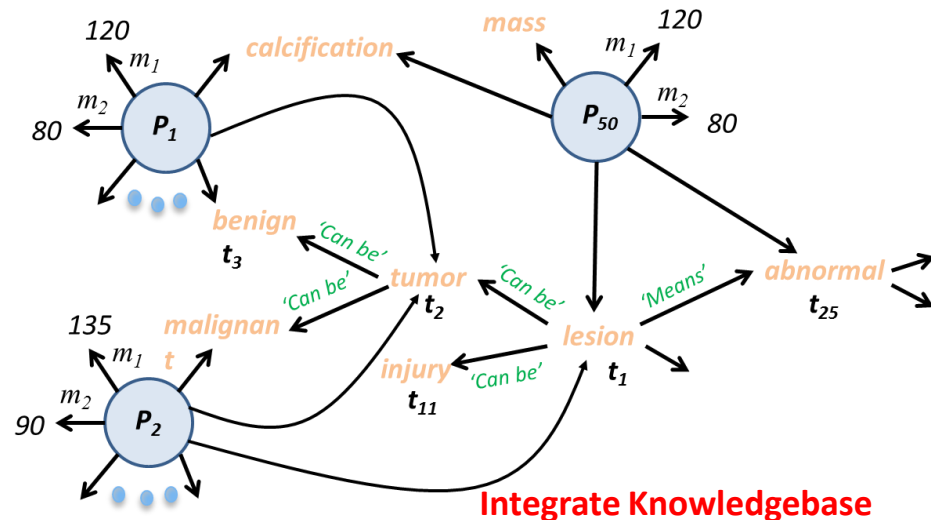 120
m1
m2
80
P1
calcification
mass
120
m1
m2
P50
80
benign
t3
'Can be'
'Can be'
tumor
t2
'Can be'
'Means'
abnormal
t25
malignan
t
injury
t11
'Can be'
lesion
t1
135
m1
m2
90
P2
Integrate Knowledgebase